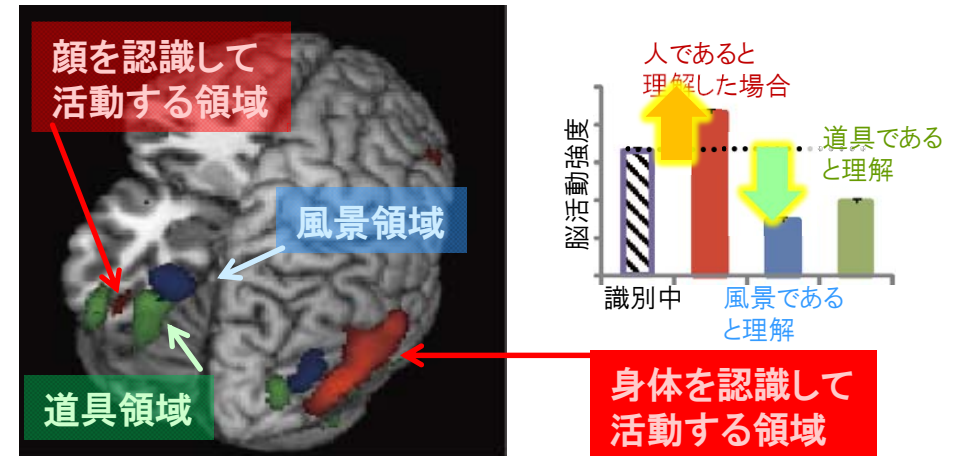 顔を認識して
活動する領域
風景領域
道具領域
人であると
理解した場合
脳活動強度
道具である
と理解
識別中
風景である
と理解
身体を認識して
活動する領域